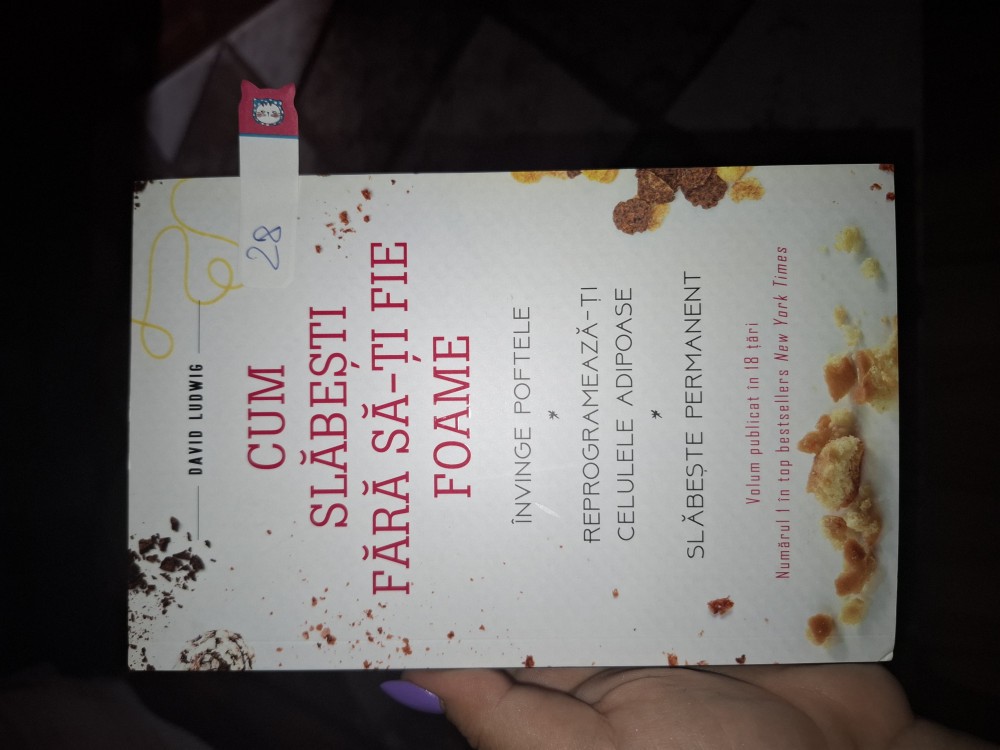 DAVID LUDWIG
28
CUM
SLĂBEȘTI
FĂRĂ SĂ-ȚI FIE
FOAME
ÎNVINGE POFTELE
*
REPROGRAMEAZĂ-ȚI
CELULELE ADIPOASE
*
SLĂBEȘTE PERMANENT
Volum publicat în 18 țări
Numărul 1 în top bestsellers New York Times